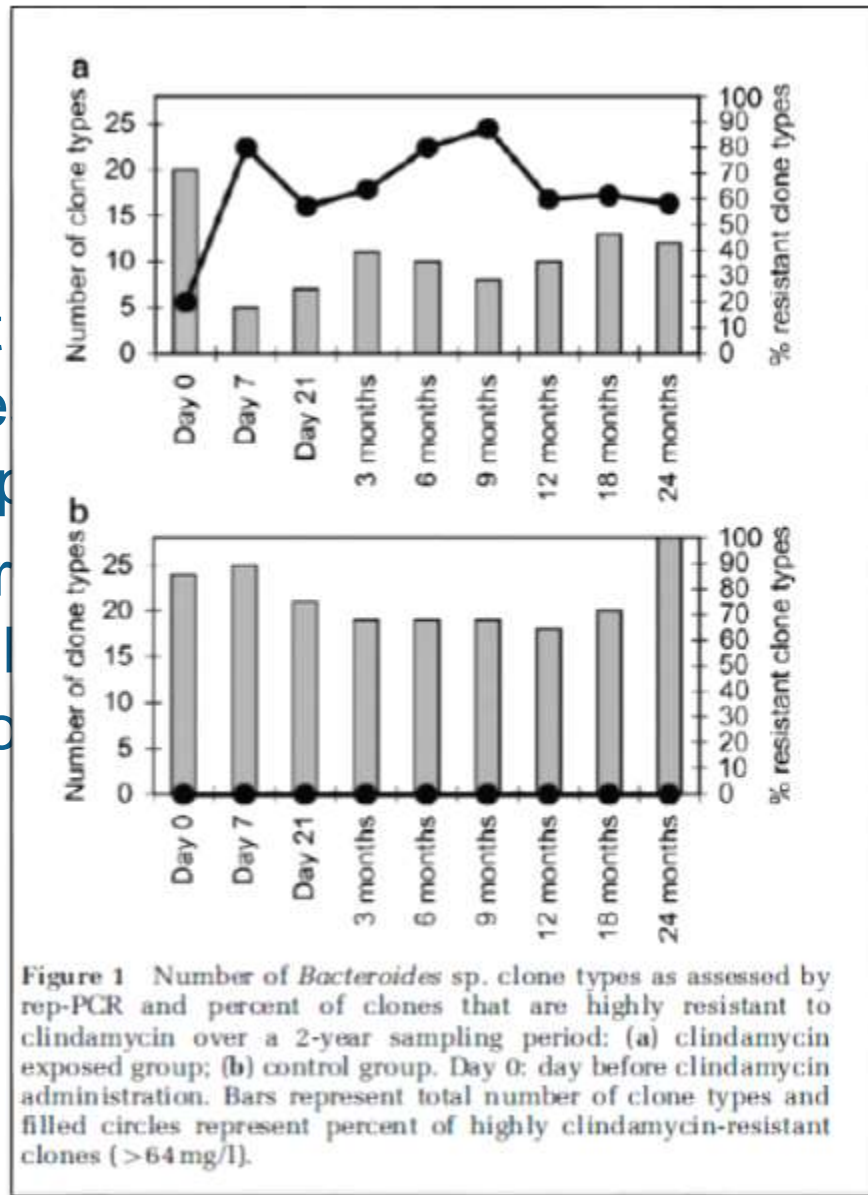 a
Number of clone types
25
20
15
10
5
0
100
90
80
70
60
50
40
30
20
10
0
% resistant clone types
Day 0
Day 7
Day 21
3 months
6 months
9 months
12 months
18 months
24 months
b
Number of clone types
25
20
15
10
5
0
100
90
80
70
60
50
40
30
20
10
0
% resistant clone types
Day 0
Day 7
Day 21
3 months
6 months
9 months
12 months
18 months
24 months
Figure 1 Number of Bacteroides sp. clone types as assessed by
rep-PCR and percent of clones that are highly resistant to
clindamycin over a 2-year sampling period: (a) clindamycin
exposed group; (b) control group. Day 0: day before clindamycin
administration. Bars represent total number of clone types and
filled circles represent percent of highly clindamycin-resistant
clones (>64 mg/l).